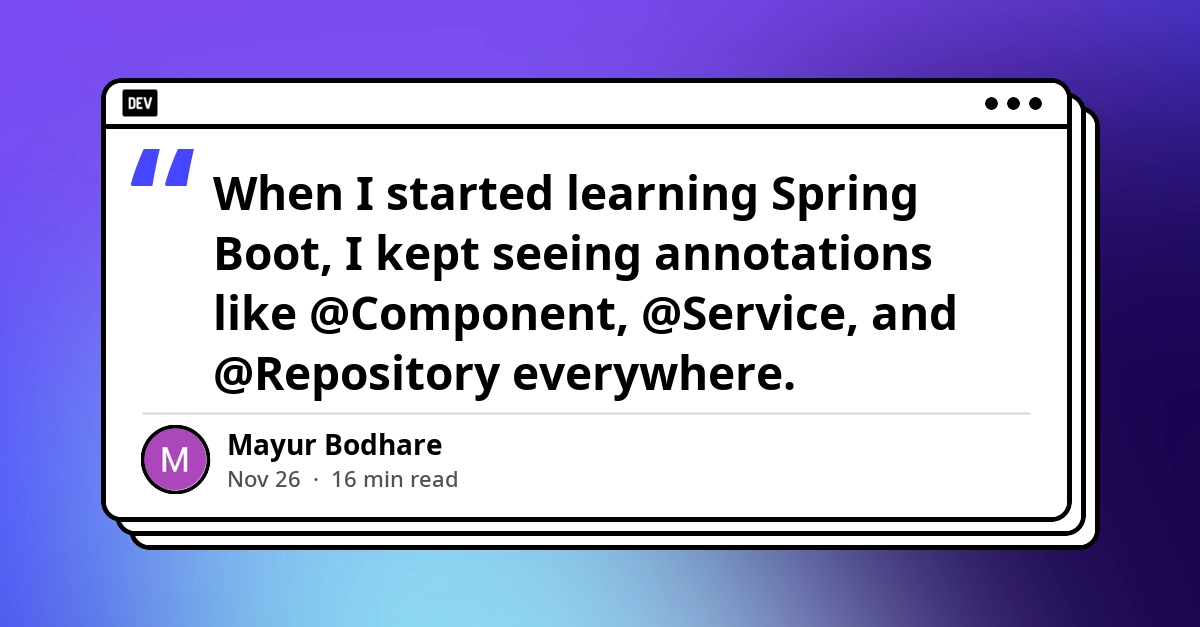 DEV
When I started learning Spring
Boot, I kept seeing annotations
like @Component, @Service, and
@Repository everywhere.
M
Mayur Bodhare
Nov 26 · 16 min read